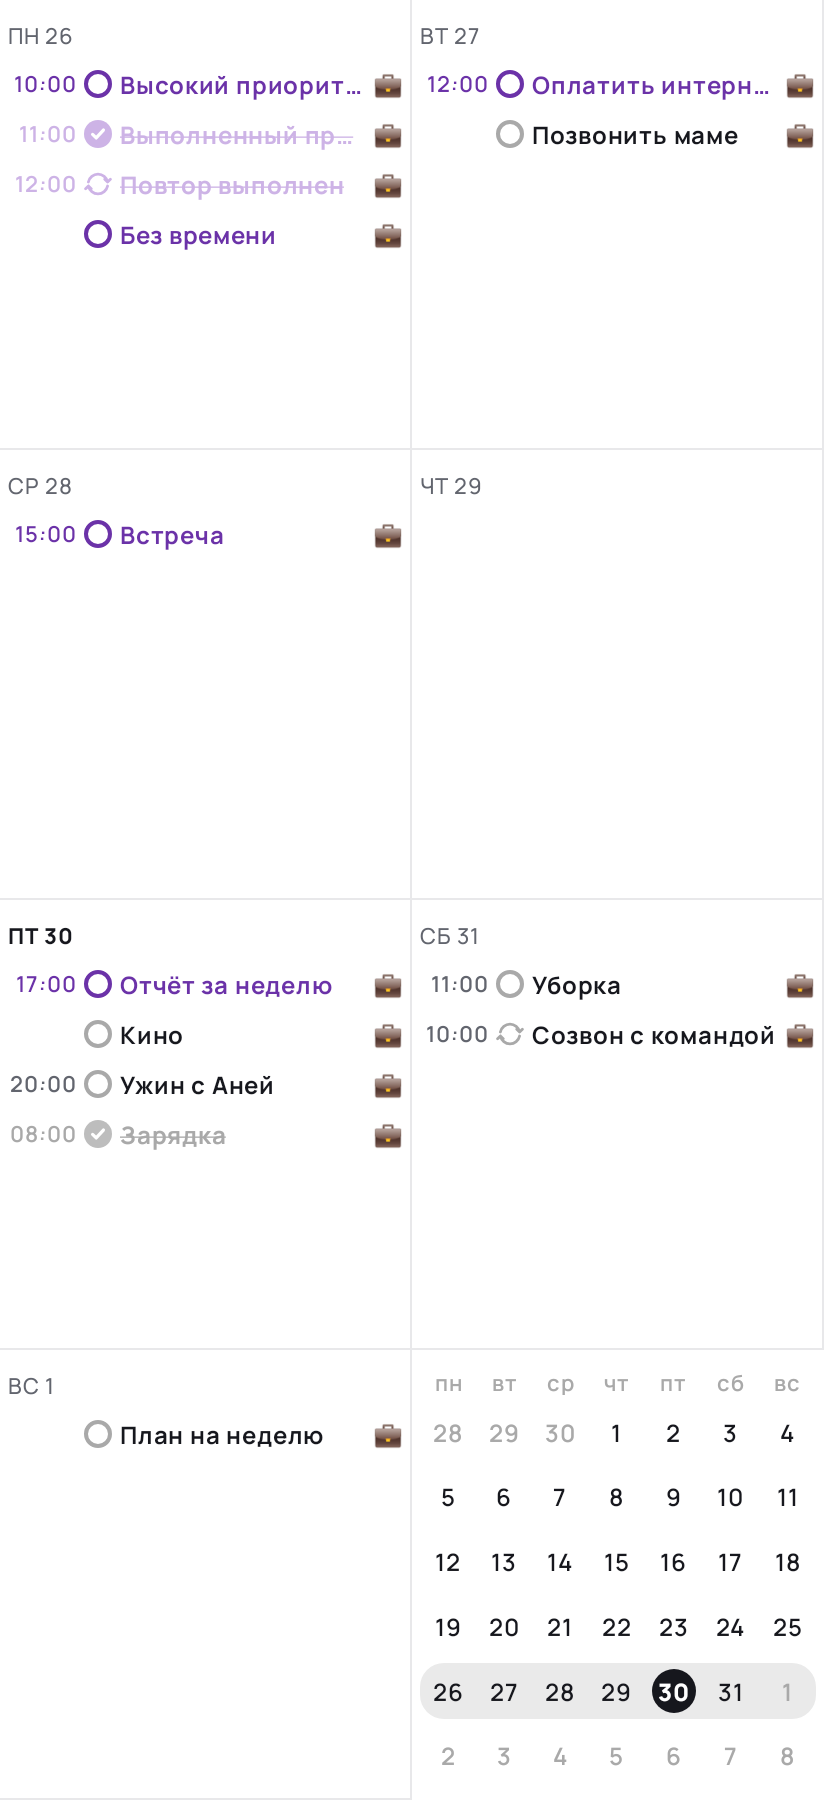 ПН 26
10:00 Высокий приорит…
11:00 Выполненный пр…
12:00 Повтор выполнен
Без времени
ВТ 27
12:00 Оплатить интерн…
Позвонить маме
СР 28
15:00 Встреча
ЧТ 29
ПТ 30
17:00 Отчёт за неделю
Кино
20:00 Ужин с Аней
08:00 Зарядка
СБ 31
11:00 Уборка
10:00 Созвон с командой
ВС 1
План на неделю
пн вт ср чт пт сб вс
28 29 30 1 2 3 4
5 6 7 8 9 10 11
12 13 14 15 16 17 18
19 20 21 22 23 24 25
26 27 28 29 30 31 1
2 3 4 5 6 7 8